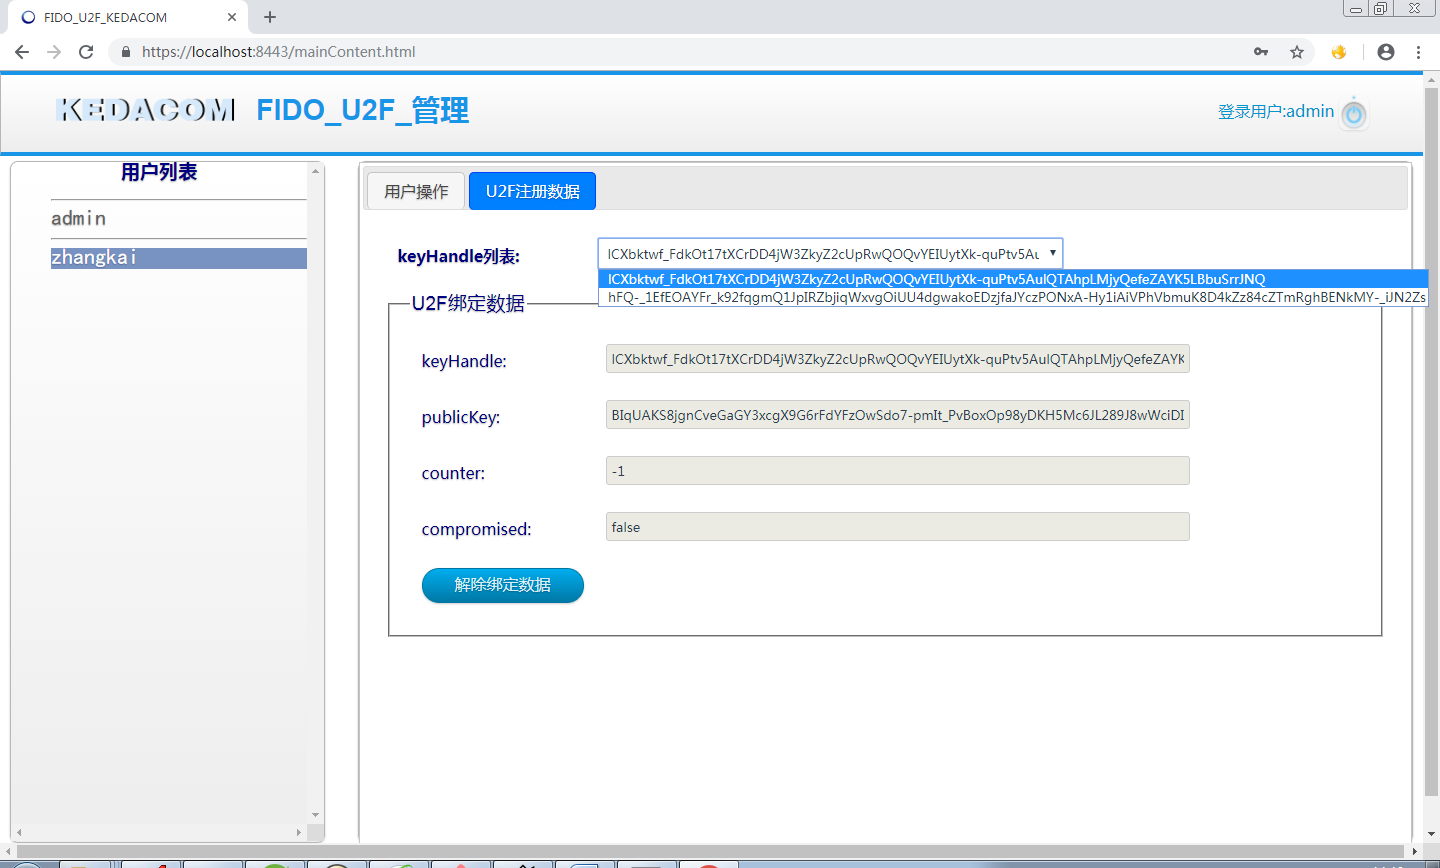 FIDO_U2F_KEDACOM
https://localhost:8443/mainContent.html
KEDACOM FIDO_U2F_管理
登录用户:admin
用户列表
admin
zhangkai
用户操作 U2F注册数据
keyHandle列表: lCXbktwf_FdkOt17tXCrDD4jW3ZkyZ2cUpRwQOQvYEIUytXk-quPtv5Au
lCXbktwf_FdkOt17tXCrDD4jW3ZkyZ2cUpRwQOQvYEIUytXk-quPtv5AulQTAhpLMjyQefeZAYK5LBbuSrrJNQ
hFQ-_1EfEOAYFr_k92fqgmQ1JpIRZbjiqWxvgOiUU4dgwakoEDzjfaJYczPONxA-Hy1iAiVPhVbmuK8D4kZz84cZTmRghBENkMY-_iJN2Zs
U2F绑定数据
keyHandle: lCXbktwf_FdkOt17tXCrDD4jW3ZkyZ2cUpRwQOQvYEIUytXk-quPtv5AulQTAhpLMjyQefeZAYK
publicKey: BIqUAKS8jgnCveGaGY3xcgX9G6rFdYFzOwSdo7-pmIt_PvBoxOp98yDKH5Mc6JL289J8wWciDI
counter: -1
compromised: false
解除绑定数据